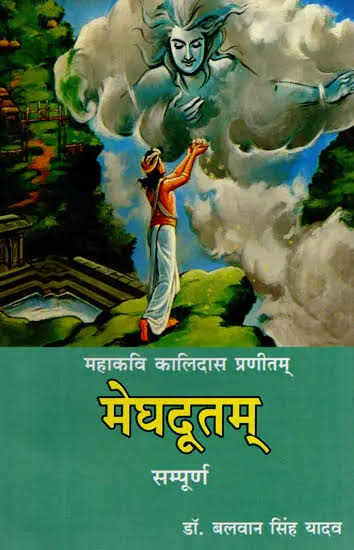 महाकवि कालिदास प्रणीतम्
मेघदूतम्
सम्पूर्ण
डॉ. बलवान सिंह यादव